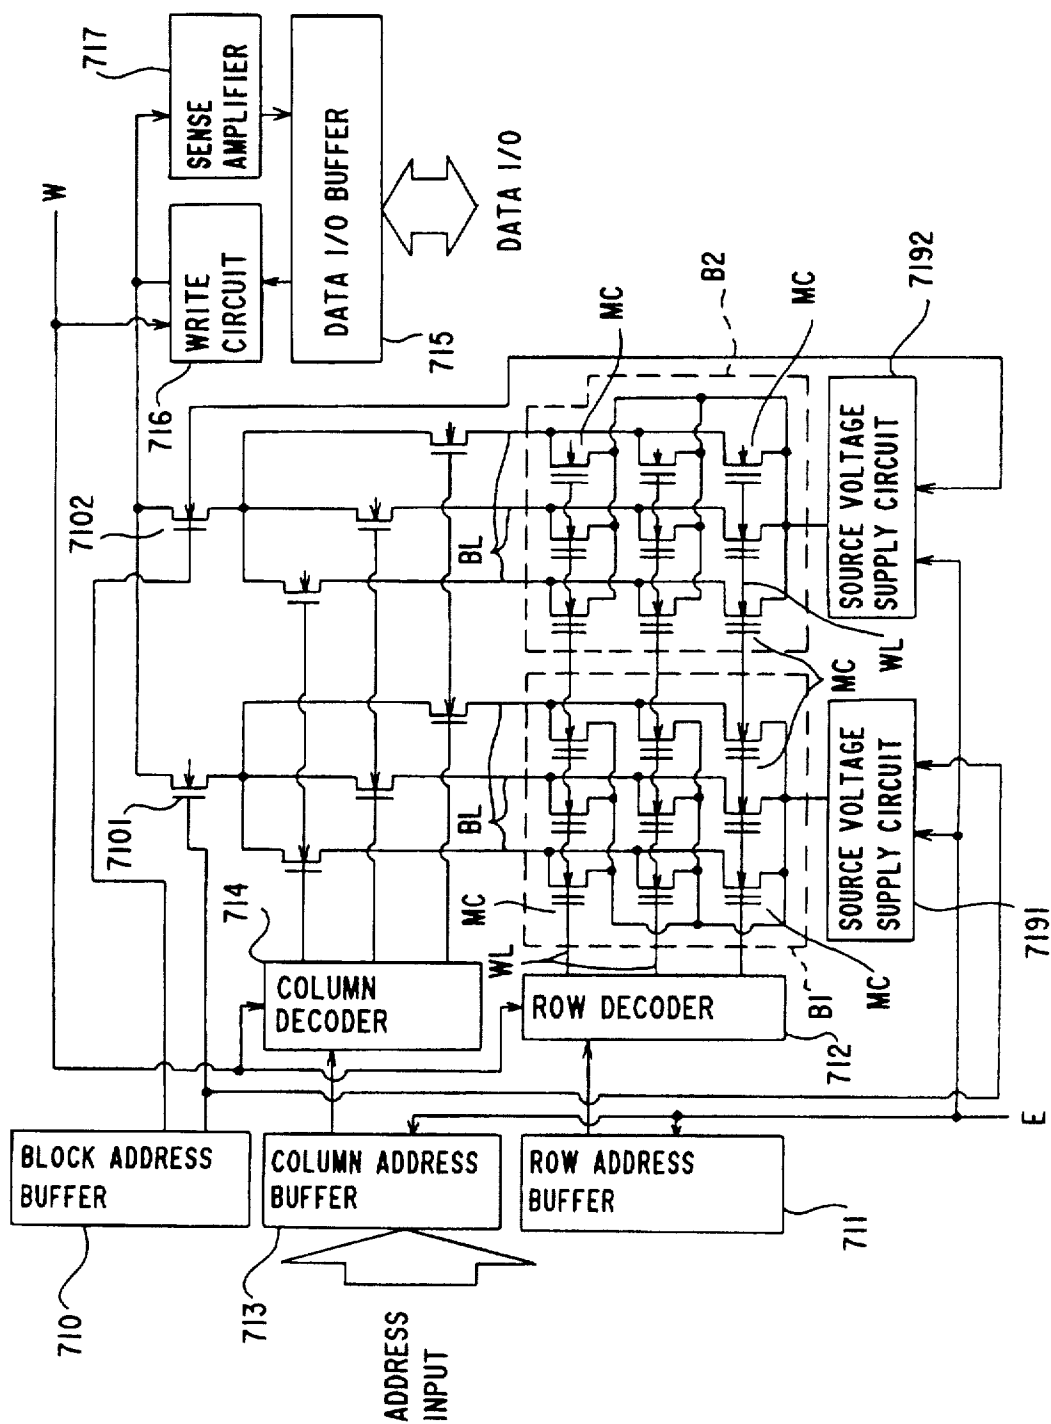 717
SENSE
AMPLIFIER
W
WRITE
CIRCUIT
DATA I/O BUFFER
DATA I/O
716
715
7102
MC
B2
MC
7192
BL
SOURCE VOLTAGE
SUPPLY CIRCUIT
WL
MC
7101
BL
SOURCE VOLTAGE
SUPPLY CIRCUIT
7191
714
MC
WL
MC
B1
COLUMN
DECODER
ROW DECODER
712
E
BLOCK ADDRESS
BUFFER
COLUMN ADDRESS
BUFFER
ROW ADDRESS
BUFFER
710
713
711
ADDRESS
INPUT